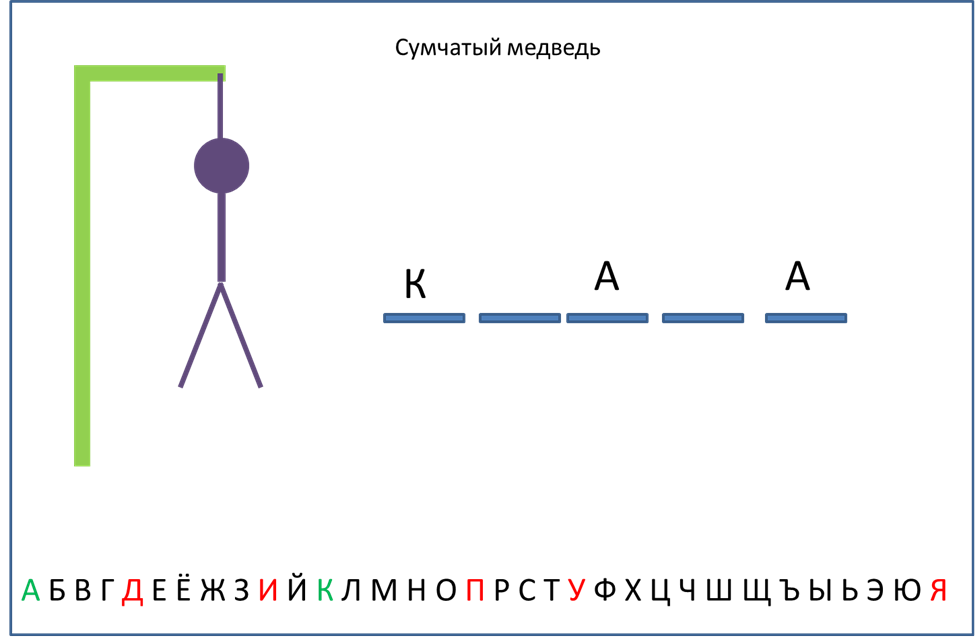 Сумчатый медведь
К А А
А Б В Г Д Е Ё Ж З И Й К Л М Н О П Р С Т У Ф Х Ц Ч Ш Щ Ъ Ы Ь Э Ю Я